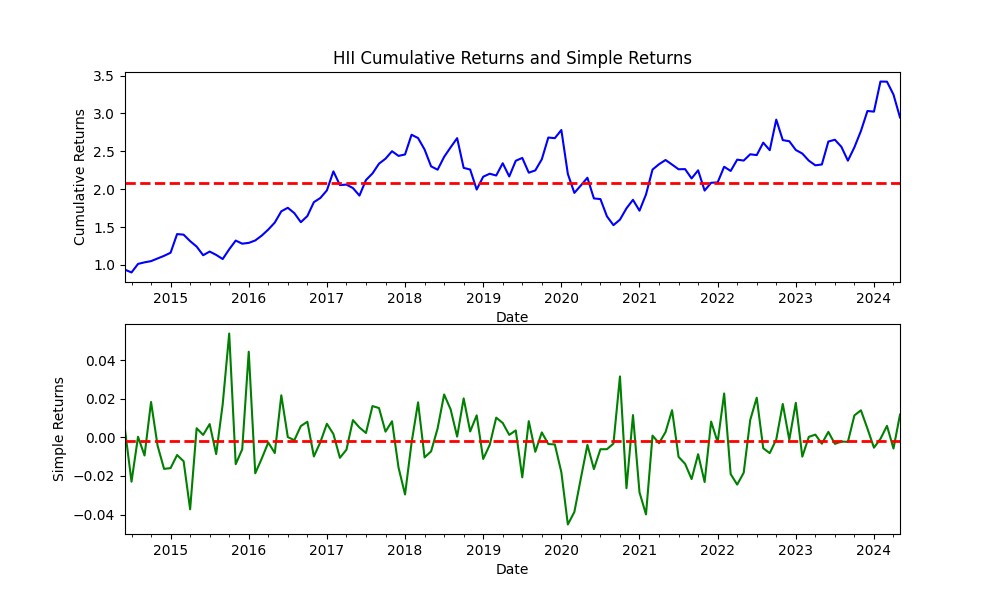 HII Cumulative Returns and Simple Returns
Cumulative Returns
3.5
3.0
2.5
2.0
1.5
1.0
2015 2016 2017 2018 2019 2020 2021 2022 2023 2024
Date
Simple Returns
0.04
0.02
0.00
−0.02
−0.04
2015 2016 2017 2018 2019 2020 2021 2022 2023 2024
Date